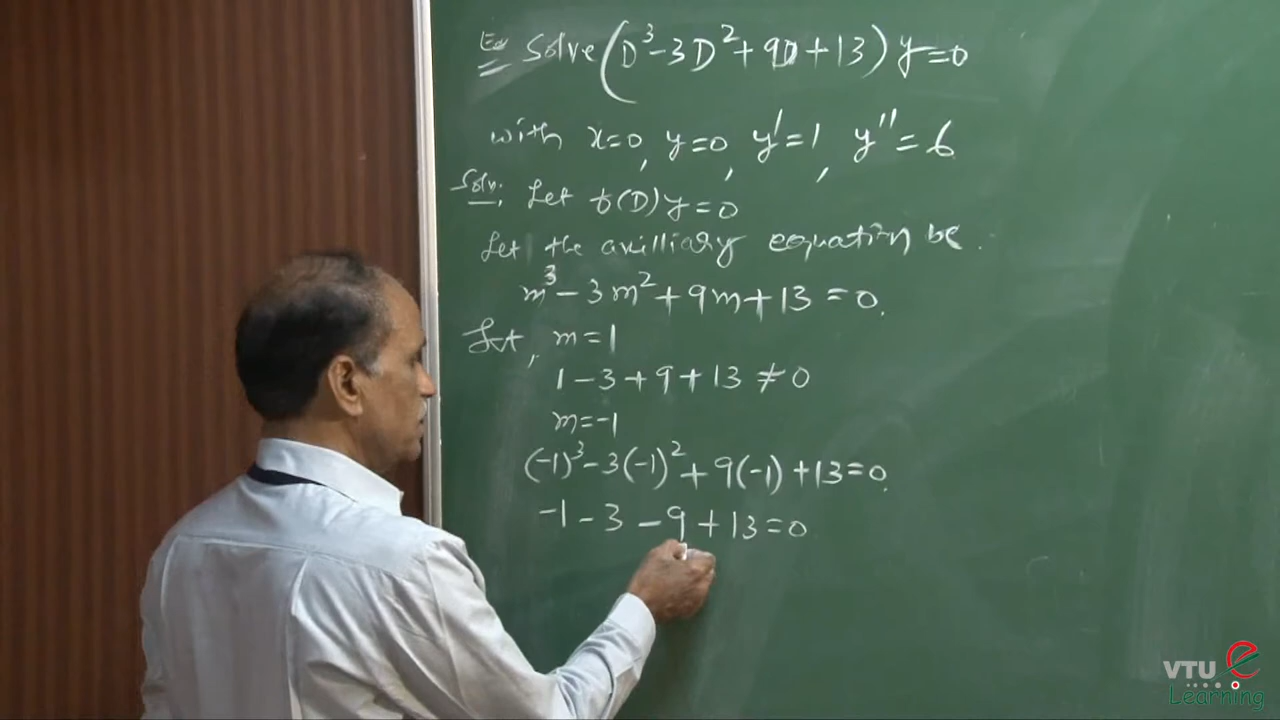 Ex Solve (D³-3D²+9D+13) y=0
with x=0, y=0, y'=1, y''=6
Soln: Let f(D)y=0
Let the axilliary equation be
m³-3m²+9m+13=0.
Let, m=1
1-3+9+13≠0
m=-1
(-1)³-3(-1)²+9(-1)+13=0.
-1-3-9+13=0
VTU e
Learning